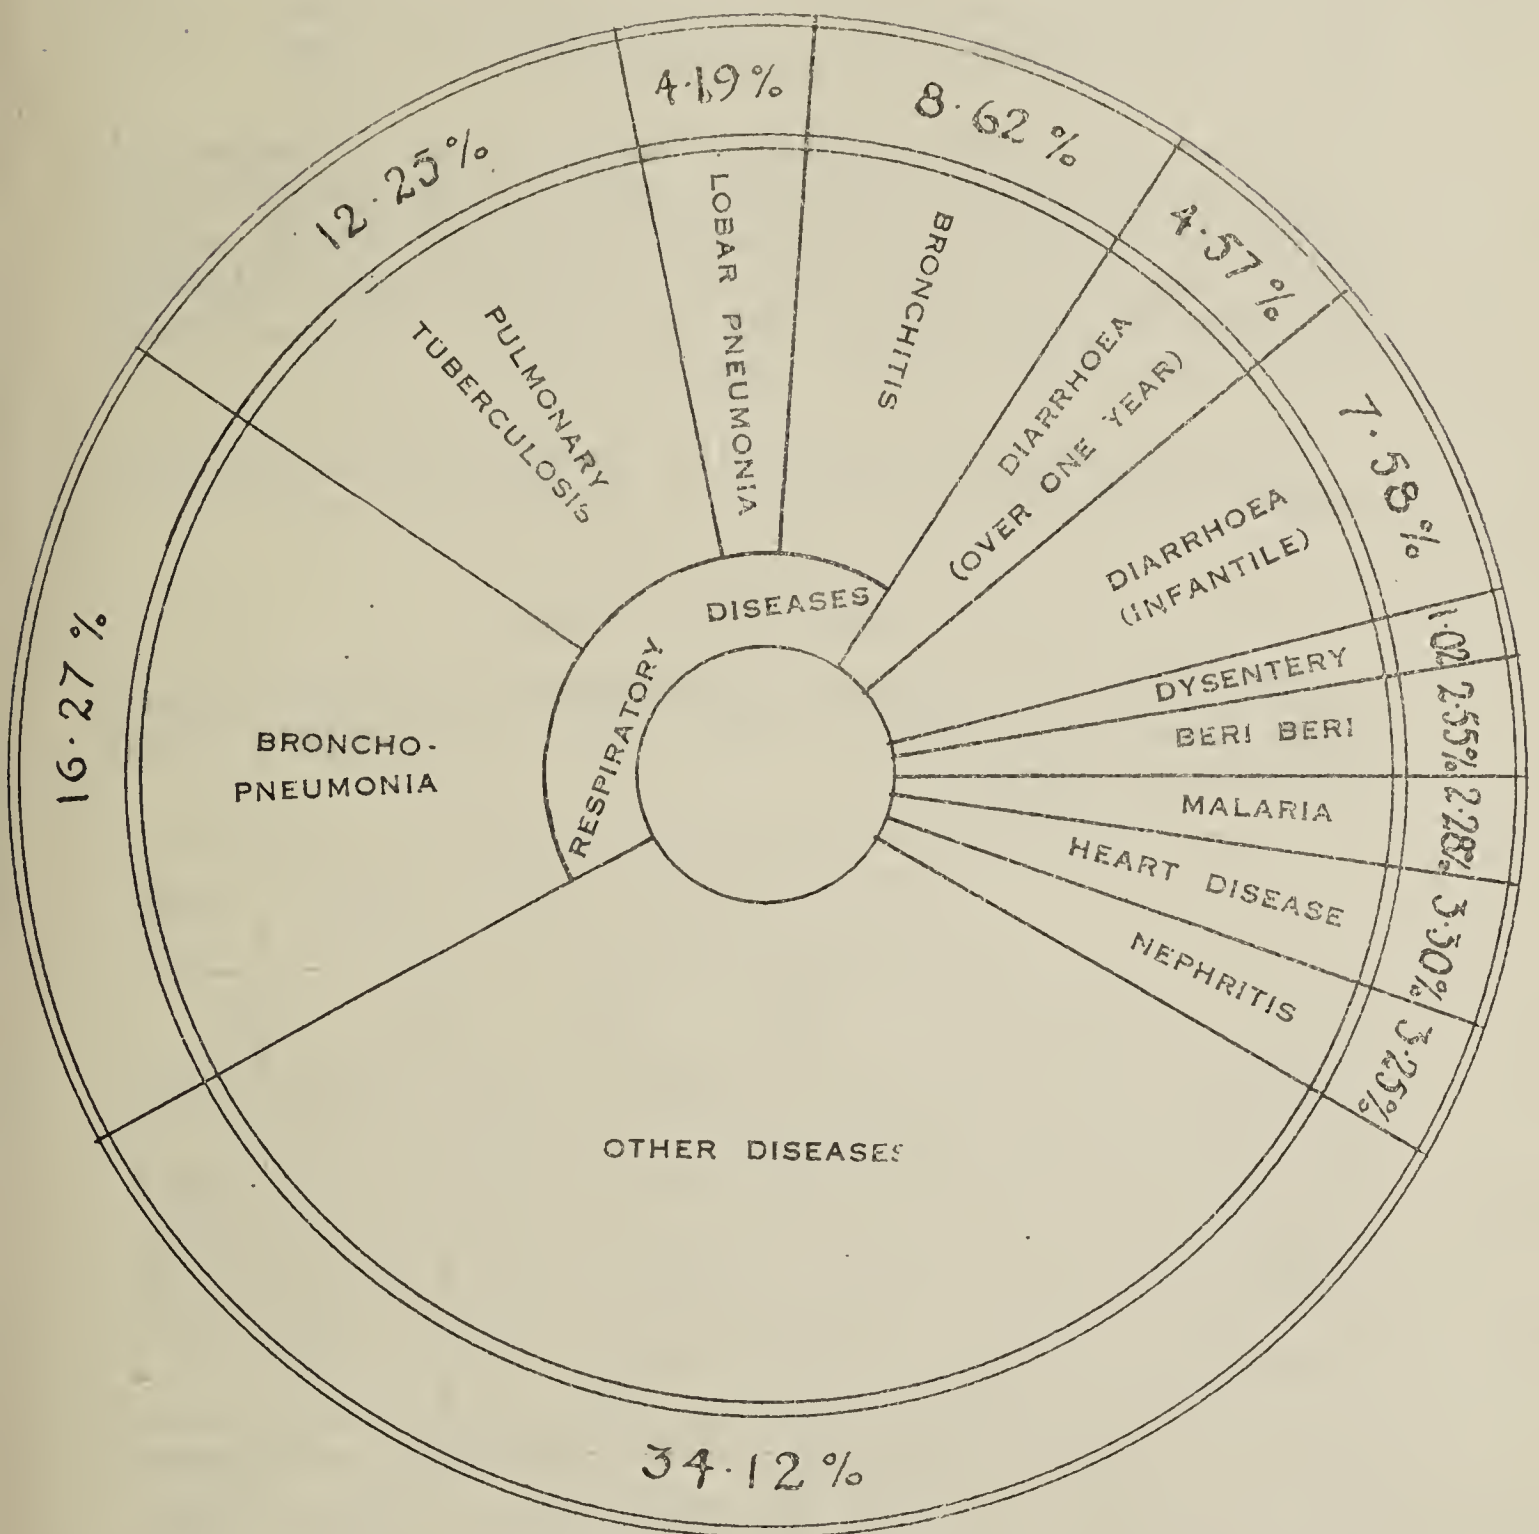 4·19%
8·62%
4·57%
7·58%
1·02
2·55%
2·28%
3·30%
3·25%
34·12%
16·27%
12·25%
LOBAR PNEUMONIA
BRONCHITIS
DIARRHOEA
(OVER ONE YEAR)
DIARRHOEA
(INFANTILE)
DYSENTERY
BERI BERI
MALARIA
HEART DISEASE
NEPHRITIS
OTHER DISEASES
BRONCHO-
PNEUMONIA
PULMONARY
TUBERCULOSIS
RESPIRATORY DISEASES